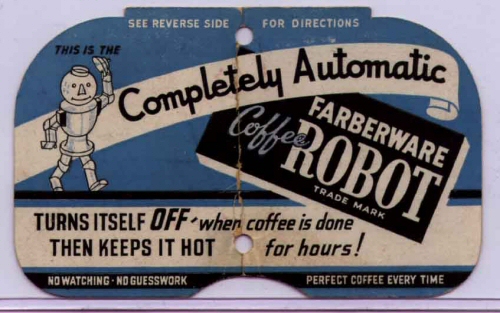 SEE REVERSE SIDE FOR DIRECTIONS
THIS IS THE
Completely Automatic
FARBERWARE
Coffee
ROBOT
TRADE MARK
TURNS ITSELF OFF - when coffee is done
THEN KEEPS IT HOT for hours!
NO WATCHING · NO GUESSWORK PERFECT COFFEE EVERY TIME